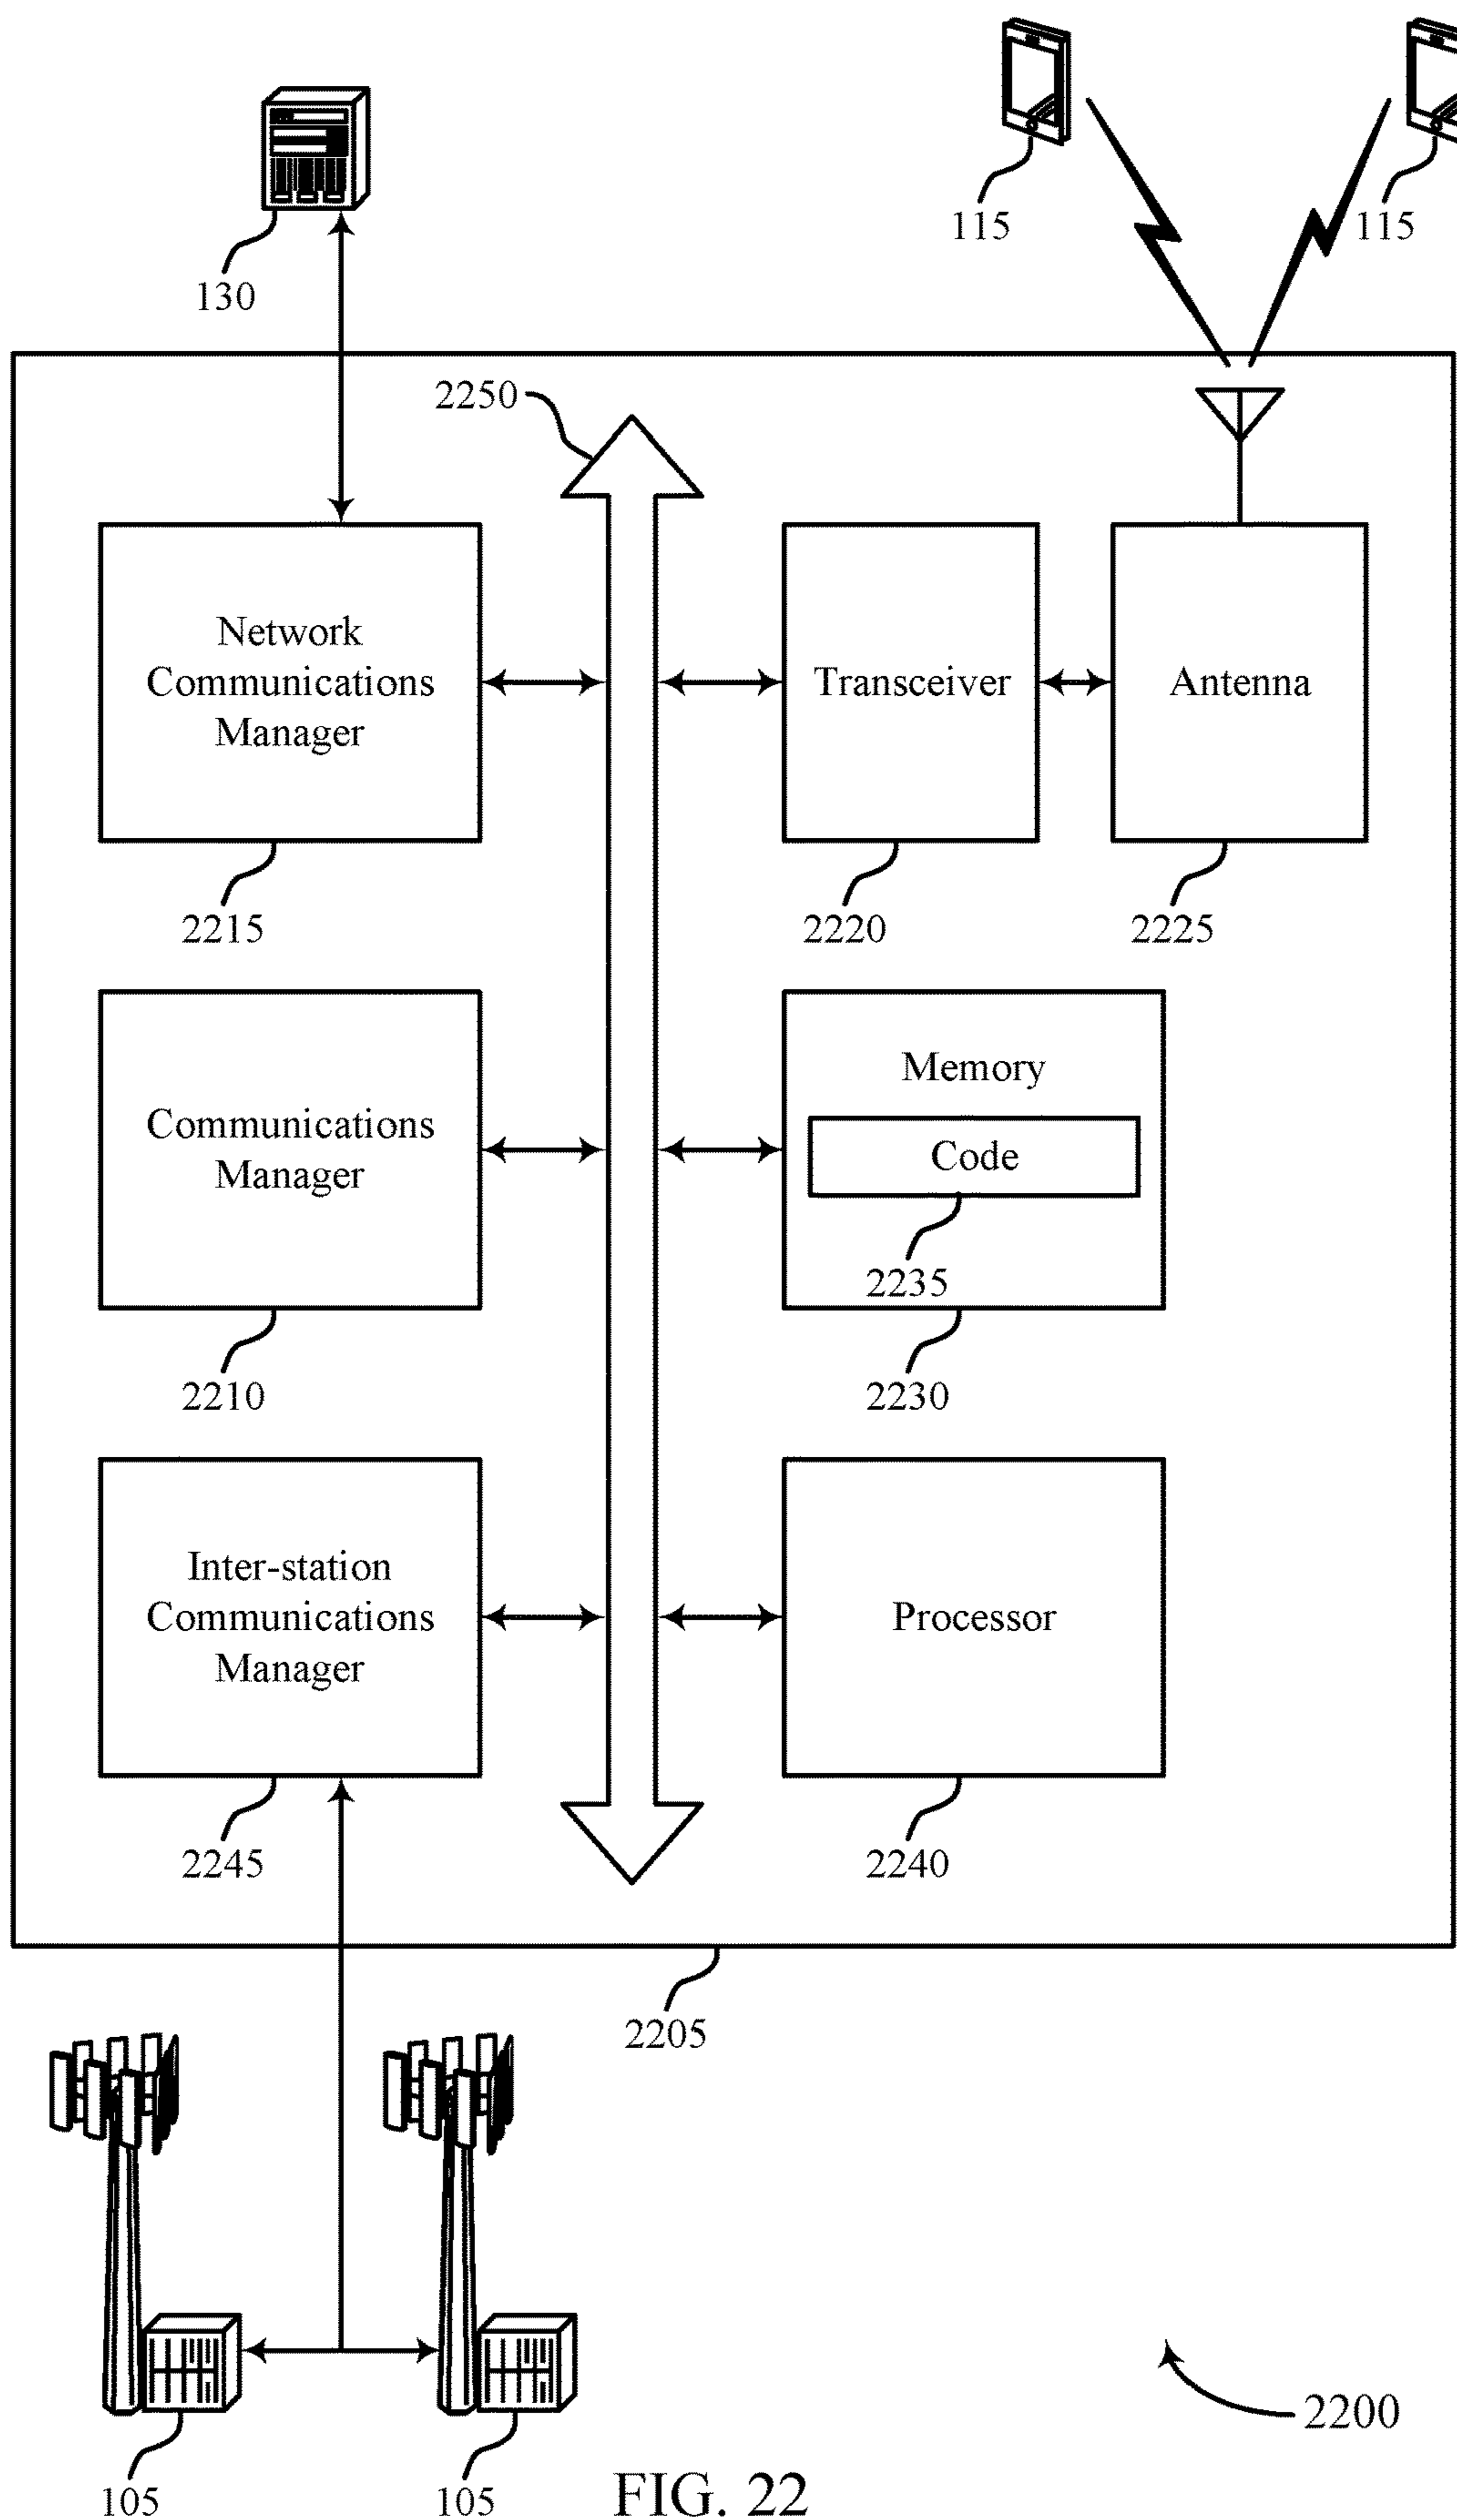 115
115
130
2250
Network
Communications
Manager
Transceiver
Antenna
2215
2220
2225
Communications
Manager
Memory
Code
2235
2210
2230
Inter-station
Communications
Manager
Processor
2245
2240
2205
2200
105
105
FIG. 22